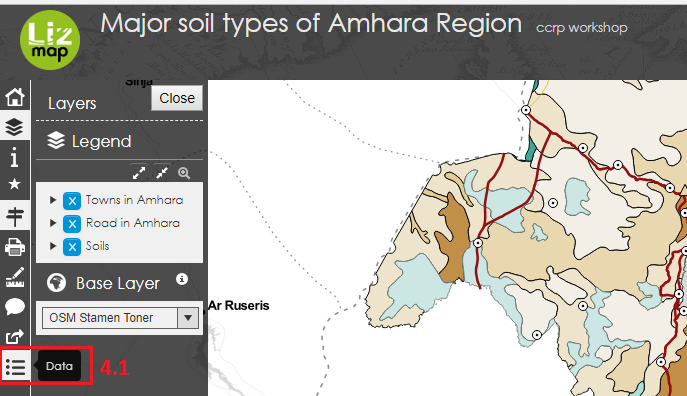 Liz
map
Major soil types of Amhara Region ccrp workshop
Sinja
Layers
Close
Legend
Towns in Amhara
Road in Amhara
Soils
Base Layer
OSM Stamen Toner
Ar Ruseris
Data
4.1